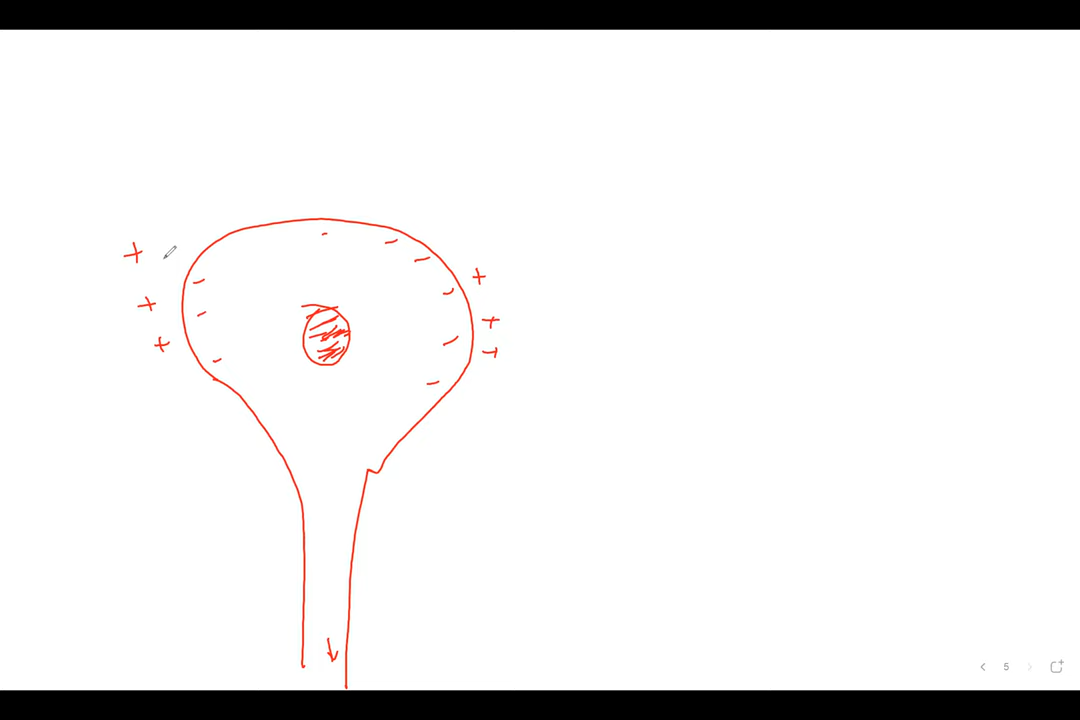 + -
- - +
-
+ - +
+ - - +
- -
5